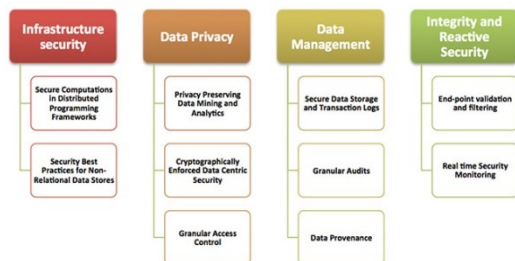 Infrastructure
security
Secure Computations
in Distributed
Programming
Frameworks
Security Best
Practices for Non-
Relational Data Stores
Data Privacy
Privacy Preserving
Data Mining and
Analytics
Cryptographically
Enforced Data Centric
Security
Granular Access
Control
Data
Management
Secure Data Storage
and Transaction Logs
Granular Audits
Data Provenance
Integrity and
Reactive
Security
End-point validation
and filtering
Real time Security
Monitoring